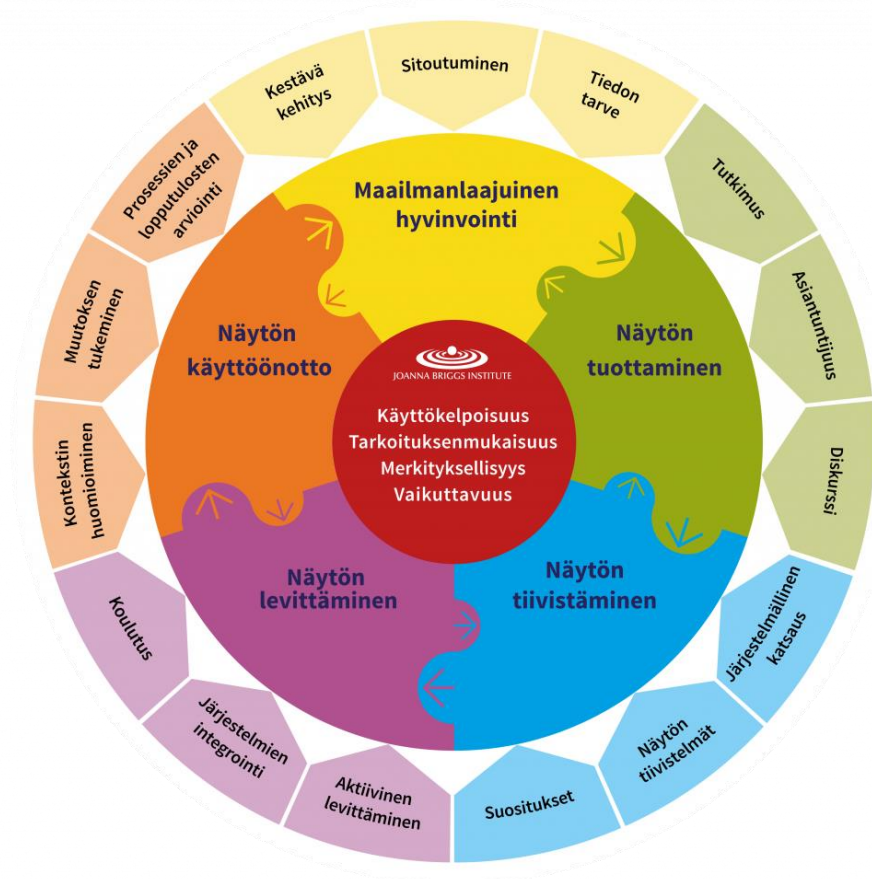 Sitoutuminen
Tiedon
tarve
Tutkimus
Asiantuntijuus
Diskurssi
Järjestelmällinen
katsaus
Näytön
tiivistelmät
Suositukset
Aktiivinen
levittäminen
Järjestelmien
integrointi
Koulutus
Kontekstin
huomioiminen
Muutoksen
tukeminen
Prosessien ja
lopputulosten
arviointi
Kestävä
kehitys
Maailmanlaajuinen
hyvinvointi
Näytön
tuottaminen
Näytön
tiivistäminen
Näytön
levittäminen
Näytön
käyttöönotto
JOANNA BRIGGS INSTITUTE
Käyttökelpoisuus
Tarkoituksenmukaisuus
Merkityksellisyys
Vaikuttavuus